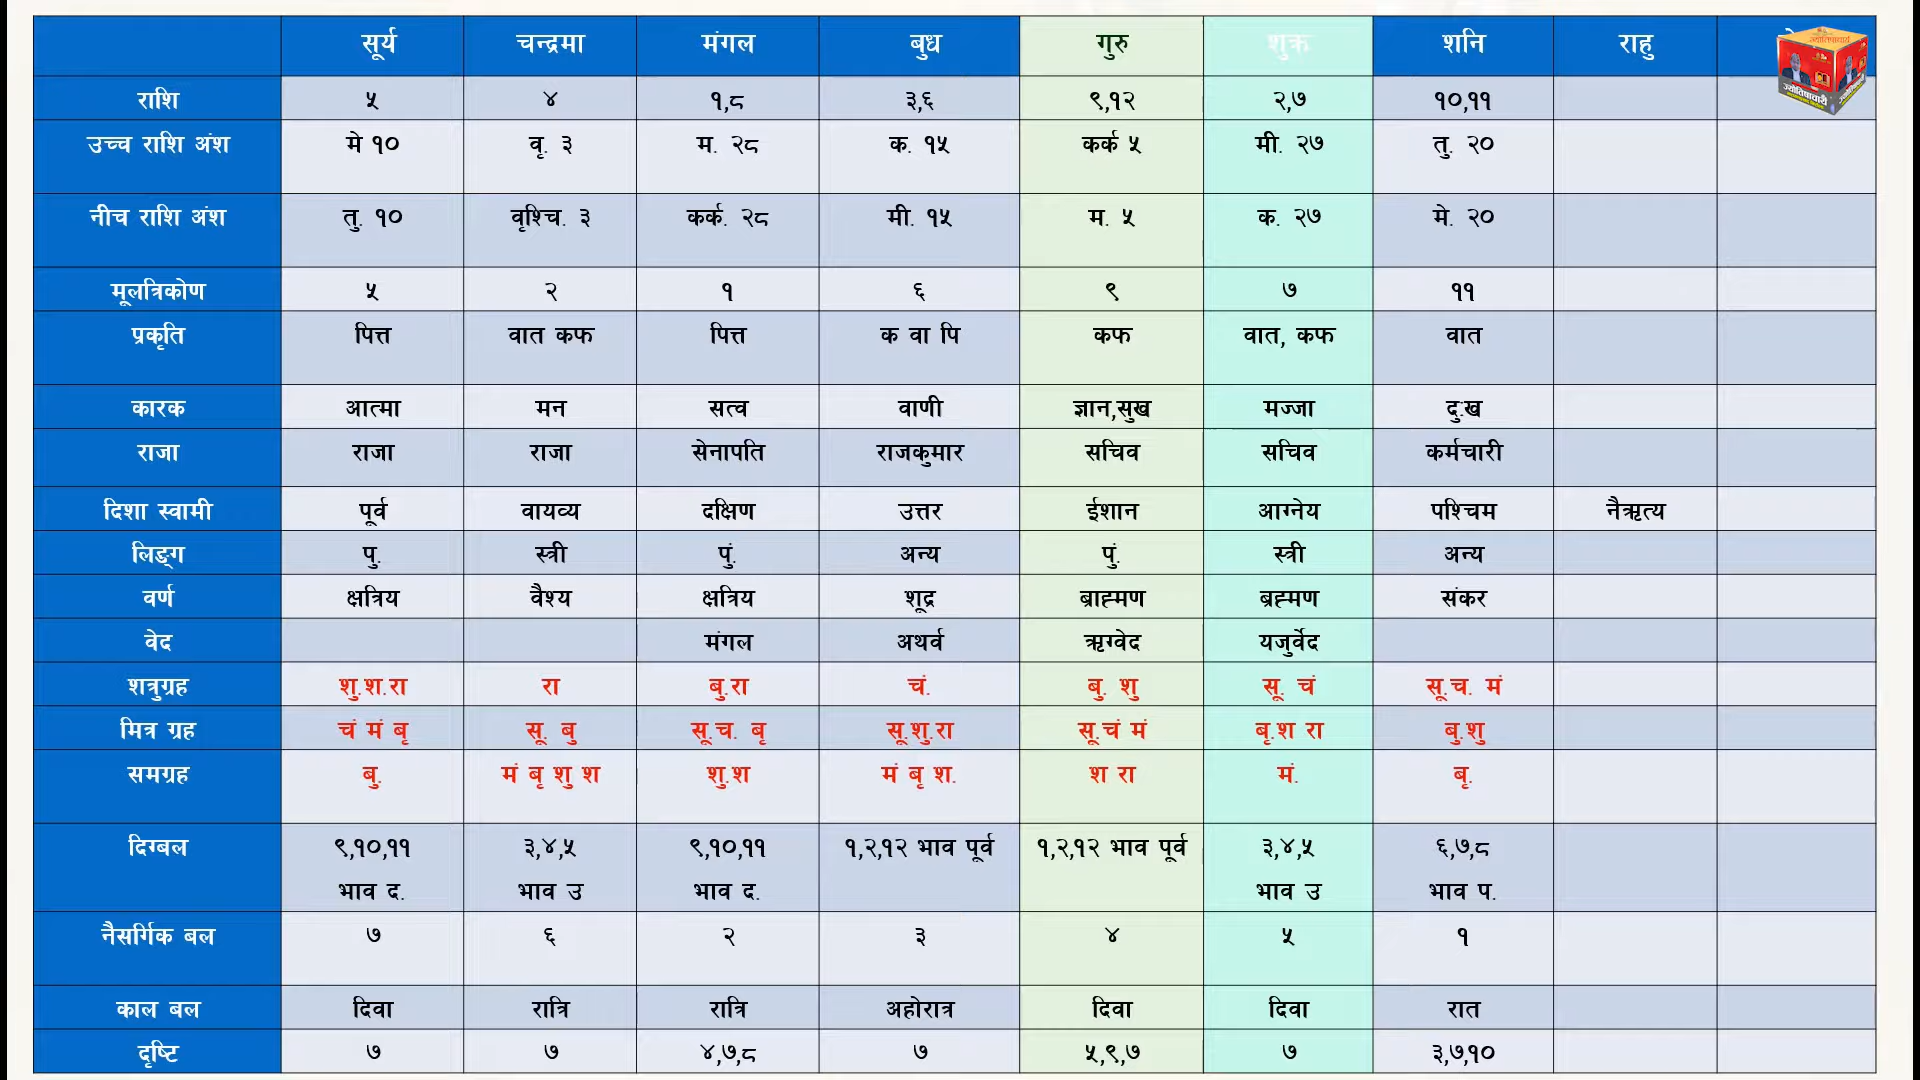 सूर्य चन्द्रमा मंगल बुध गुरु शुक्र शनि राहु
राशि ५ ४ १,८ ३,६ ९,१२ २,७ १०,११
उच्च राशि अंश मे १० वृ. ३ म. २८ क. १५ कर्क ५ मी. २७ तु. २०
नीच राशि अंश तु. १० वृश्चि. ३ कर्क. २८ मी. १५ म. ५ क. २७ मे. २०
मूलत्रिकोण ५ २ १ ६ ९ ७ ११
प्रकृति पित्त वात कफ पित्त क वा पि कफ वात, कफ वात
कारक आत्मा मन सत्व वाणी ज्ञान,सुख मज्जा दु:ख
राजा राजा राजा सेनापति राजकुमार सचिव सचिव कर्मचारी
दिशा स्वामी पूर्व वायव्य दक्षिण उत्तर ईशान आग्नेय पश्चिम नैऋत्य
लिङ्ग पु. स्त्री पुं. अन्य पुं. स्त्री अन्य
वर्ण क्षत्रिय वैश्य क्षत्रिय शूद्र ब्राह्मण ब्रह्मण संकर
वेद मंगल अथर्व ऋग्वेद यजुर्वेद
शत्रुग्रह शु.श.रा रा बु.रा चं. बु. शु सू. चं सू.च. मं
मित्र ग्रह चं मं बृ सू. बु सू.च. बृ सू.शु.रा सू.चं मं बृ.श रा बु.शु
समग्रह बु. मं बृ शु श शु.श मं बृ श. श रा मं. बृ.
दिग्बल ९,१०,११ ३,४,५ ९,१०,११ १,२,१२ भाव पूर्व १,२,१२ भाव पूर्व ३,४,५ ६,७,८
भाव द. भाव उ भाव द. भाव उ भाव प.
नैसर्गिक बल ७ ६ २ ३ ४ ५ १
काल बल दिवा रात्रि रात्रि अहोरात्र दिवा दिवा रात
दृष्टि ७ ७ ४,७,८ ७ ५,९,७ ७ ३,७,१०
ज्योतिषाचार्य